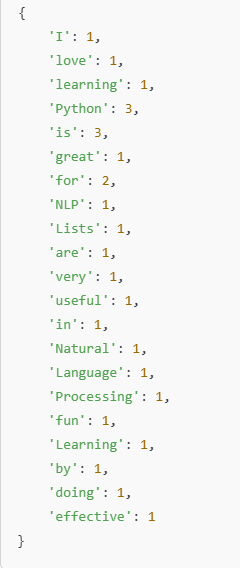 {
'I': 1,
'love': 1,
'learning': 1,
'Python': 3,
'is': 3,
'great': 1,
'for': 2,
'NLP': 1,
'Lists': 1,
'are': 1,
'very': 1,
'useful': 1,
'in': 1,
'Natural': 1,
'Language': 1,
'Processing': 1,
'fun': 1,
'Learning': 1,
'by': 1,
'doing': 1,
'effective': 1
}